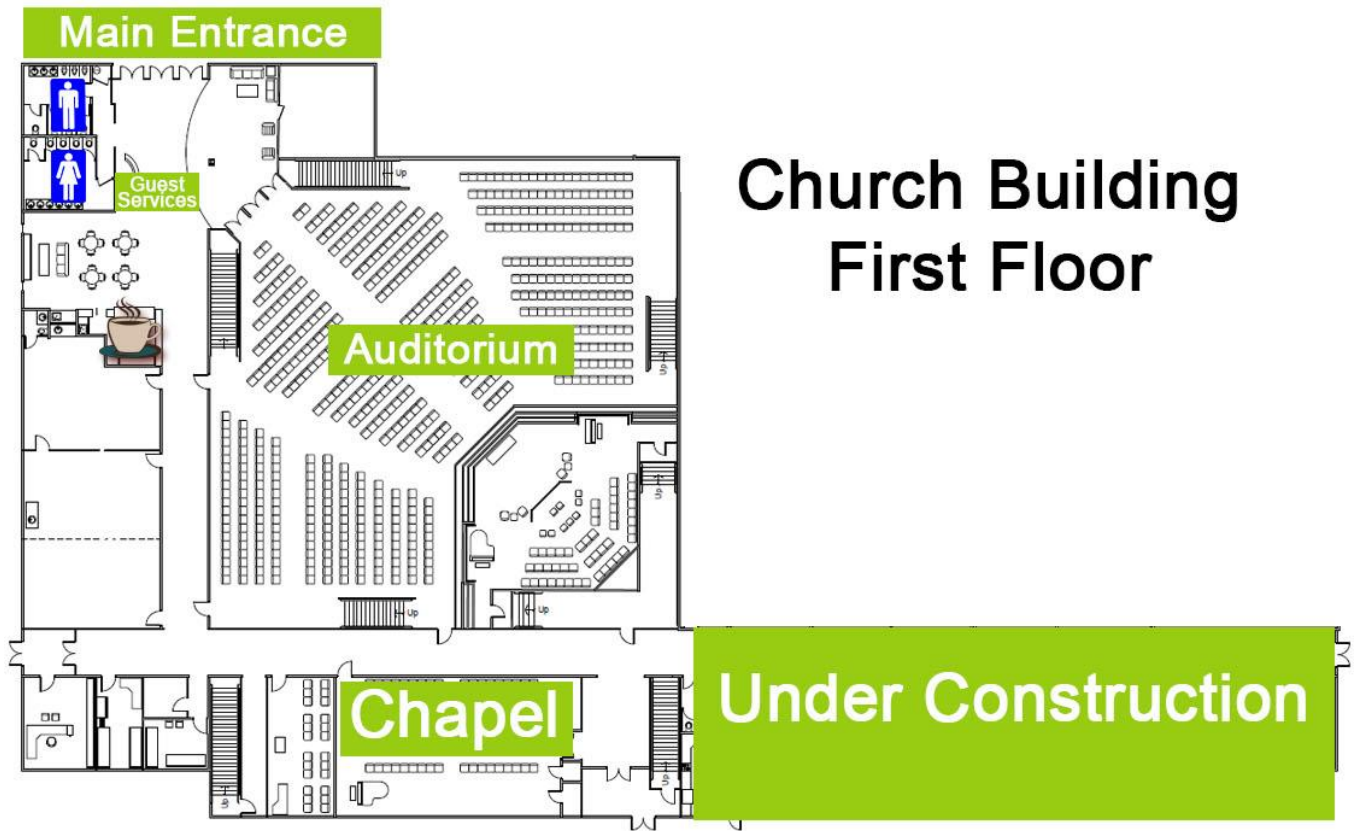 Main Entrance
Church Building
First Floor
Guest
Services
Up
Auditorium
Up
Up
Up
Up
Up
Under Construction
Chapel
Up
Up